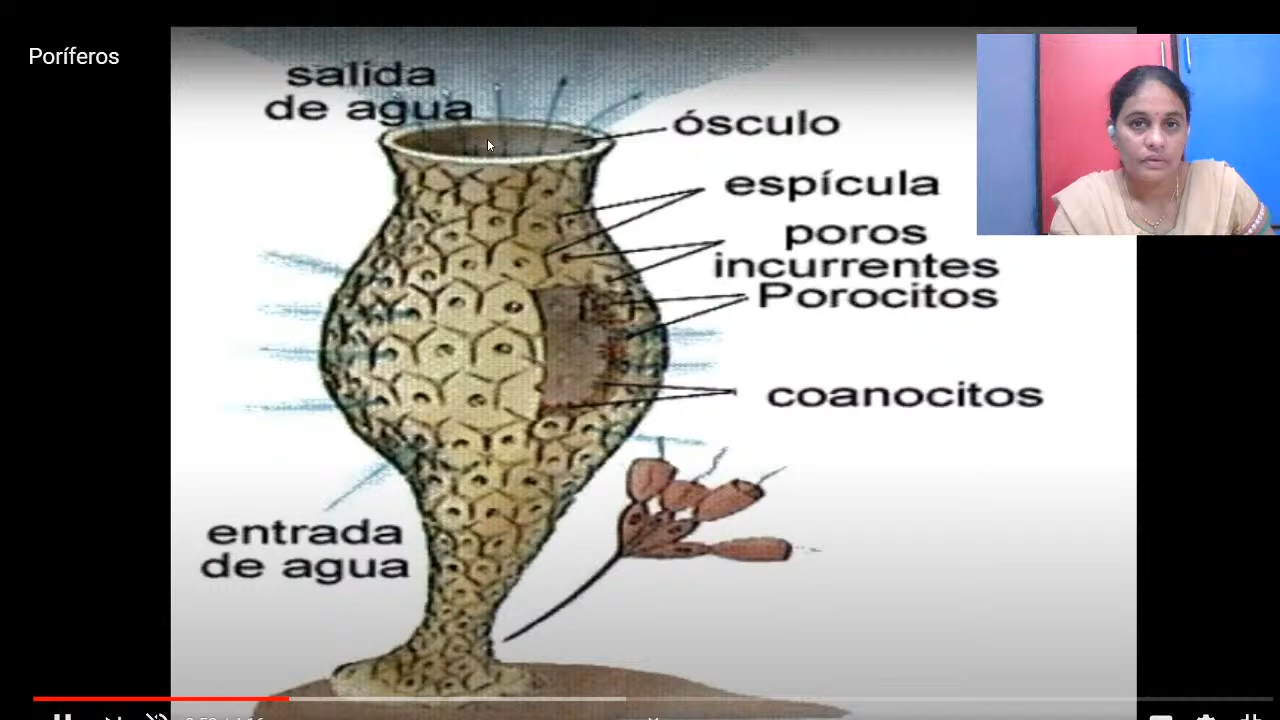 Poríferos
salida
de agua
ósculo
espícula
poros
incurrentes
Porocitos
coanocitos
entrada
de agua